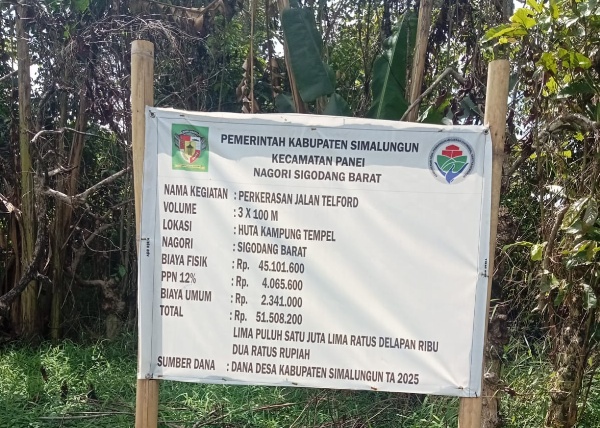 PEMERINTAH KABUPATEN SIMALUNGUN
KECAMATAN PANEI
NAGORI SIGODANG BARAT
NAMA KEGIATAN : PERKERASAN JALAN TELFORD
VOLUME : 3 X 100 M
LOKASI : HUTA KAMPUNG TEMPEL
NAGORI : SIGODANG BARAT
BIAYA FISIK : Rp. 45.101.600
PPN 12% : Rp. 4.065.600
BIAYA UMUM : Rp. 2.341.000
TOTAL : Rp. 51.508.200
LIMA PULUH SATU JUTA LIMA RATUS DELAPAN RIBU
DUA RATUS RUPIAH
SUMBER DANA : DANA DESA KABUPATEN SIMALUNGUN TA 2025